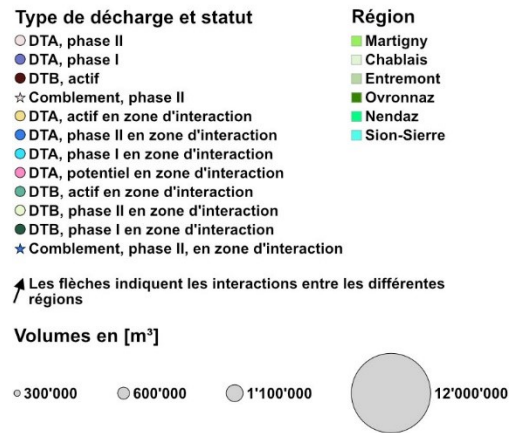 Type de décharge et statut
DTA, phase II
DTA, phase I
DTB, actif
Comblement, phase II
DTA, actif en zone d'interaction
DTA, phase II en zone d'interaction
DTA, phase I en zone d'interaction
DTA, potentiel en zone d'interaction
DTB, actif en zone d'interaction
DTB, phase II en zone d'interaction
DTB, phase I en zone d'interaction
Comblement, phase II, en zone d'interaction
Région
Martigny
Chablais
Entremont
Ovronnaz
Nendaz
Sion-Sierre
Les flèches indiquent les interactions entre les différentes
régions
Volumes en [m³]
300'000 600'000 1'100'000 12'000'000